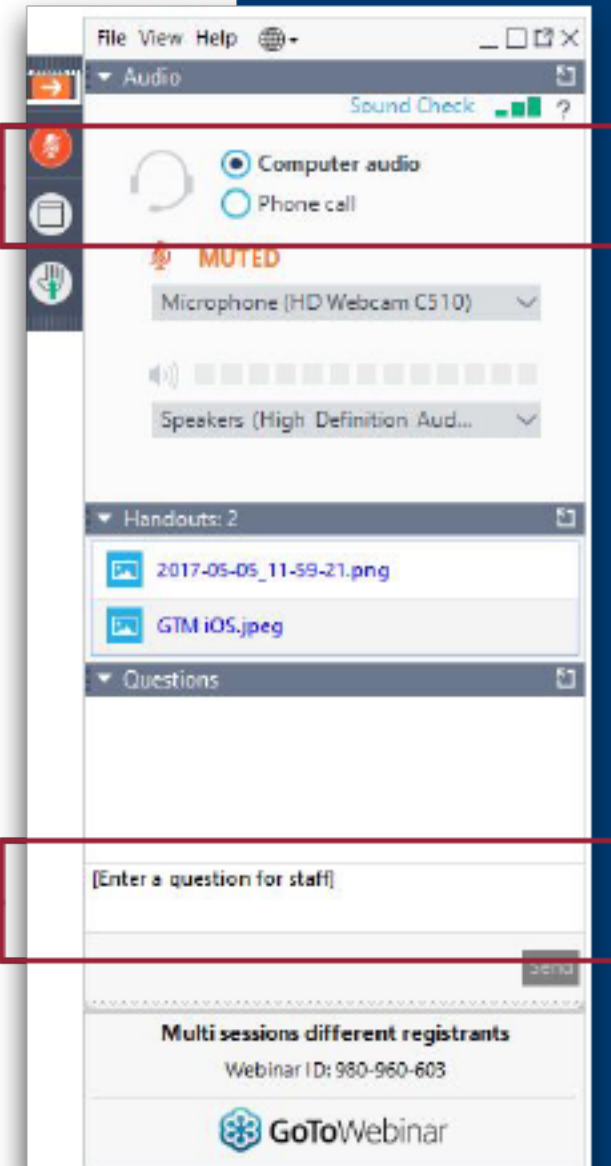 File View Help
Audio
Sound Check ?
Computer audio
Phone call
MUTED
Microphone (HD Webcam C510)
Speakers (High Definition Aud...
Handouts: 2
2017-05-05_11-59-21.png
GTM iOS.jpeg
Questions
[Enter a question for staff]
Send
Multi sessions different registrants
Webinar ID: 980-960-603
GoToWebinar